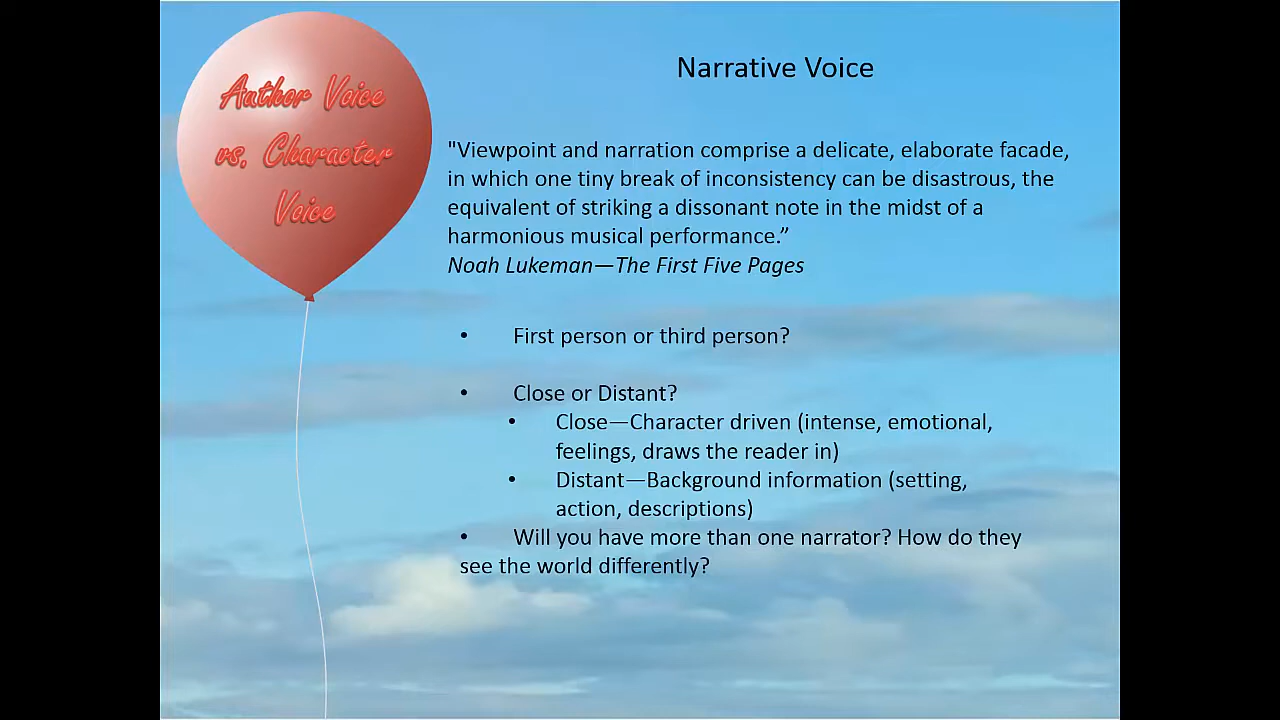 Author Voice
vs. Character
Voice
Narrative Voice
"Viewpoint and narration comprise a delicate, elaborate facade,
in which one tiny break of inconsistency can be disastrous, the
equivalent of striking a dissonant note in the midst of a
harmonious musical performance.”
Noah Lukeman—The First Five Pages
• First person or third person?
• Close or Distant?
• Close—Character driven (intense, emotional,
feelings, draws the reader in)
• Distant—Background information (setting,
action, descriptions)
• Will you have more than one narrator? How do they
see the world differently?